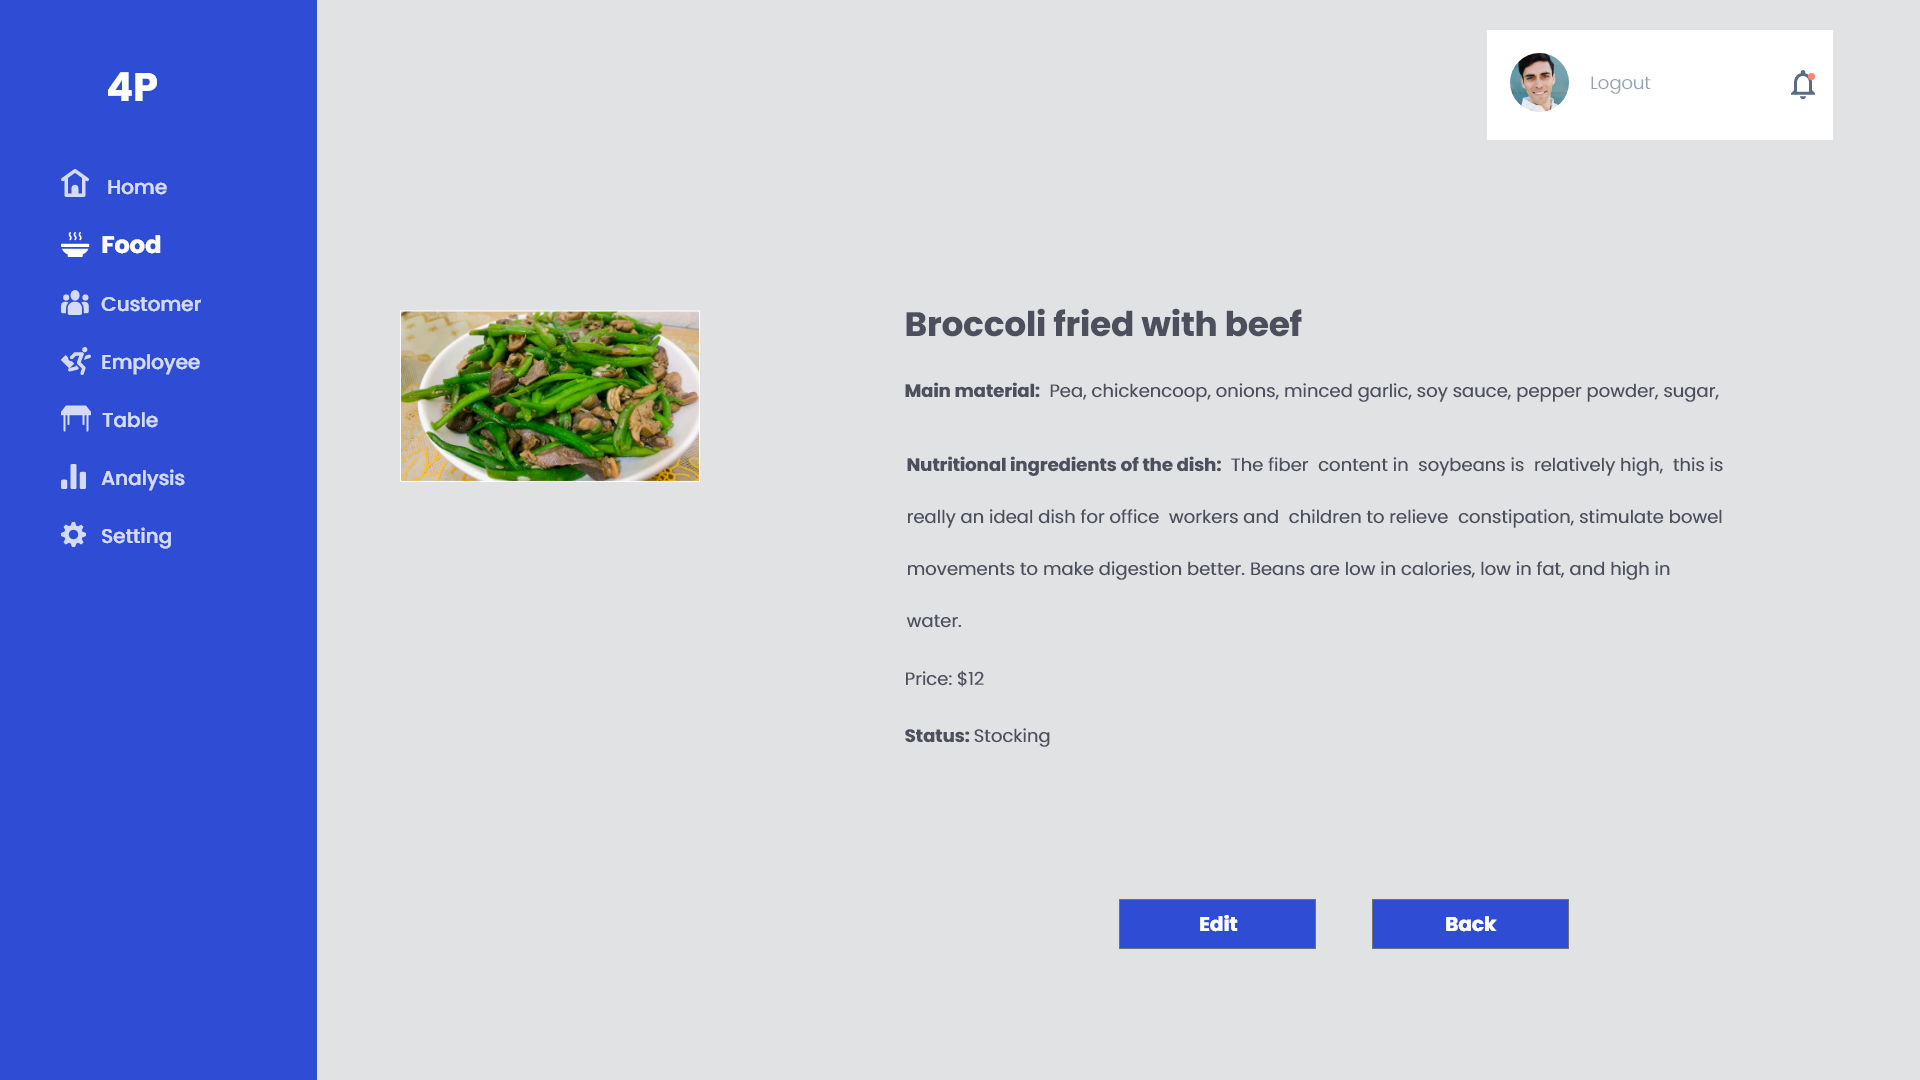 4P
Home
Food
Customer
Employee
Table
Analysis
Setting
Logout
Broccoli fried with beef
Main material: Pea, chickencoop, onions, minced garlic, soy sauce, pepper powder, sugar,
Nutritional ingredients of the dish: The fiber content in soybeans is relatively high, this is
really an ideal dish for office workers and children to relieve constipation, stimulate bowel
movements to make digestion better. Beans are low in calories, low in fat, and high in
water.
Price: $12
Status: Stocking
Edit
Back